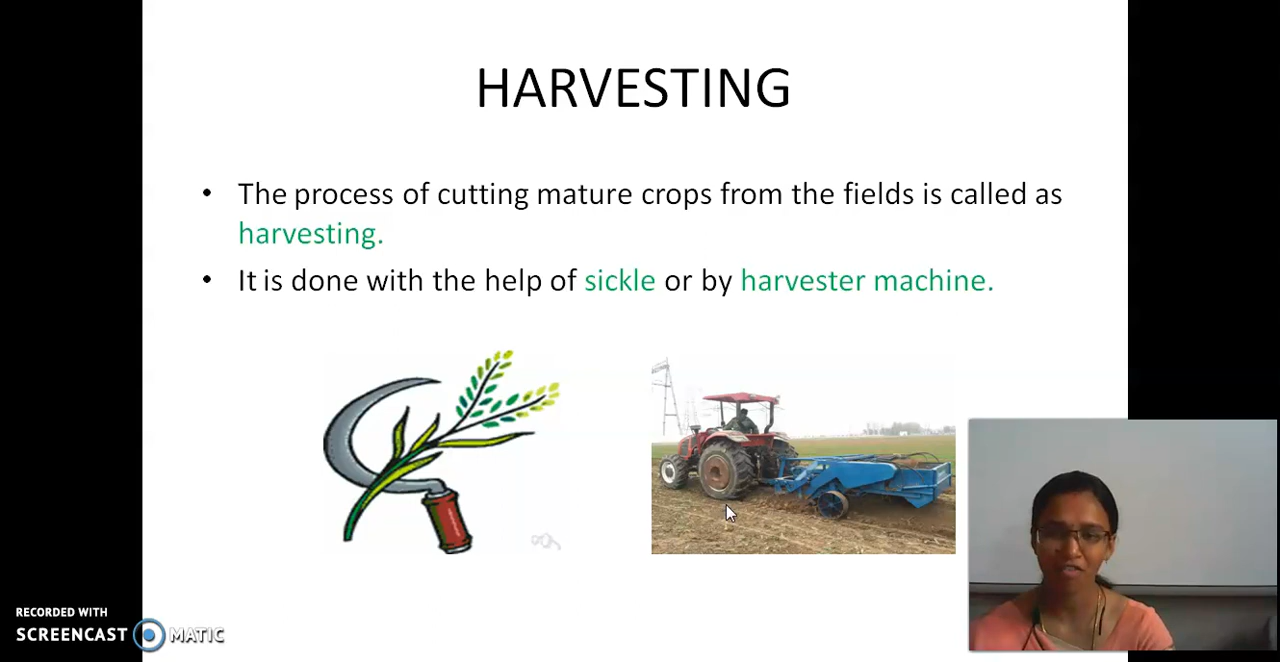 HARVESTING
• The process of cutting mature crops from the fields is called as
harvesting.
• It is done with the help of sickle or by harvester machine.
RECORDED WITH
SCREENCAST MATIC